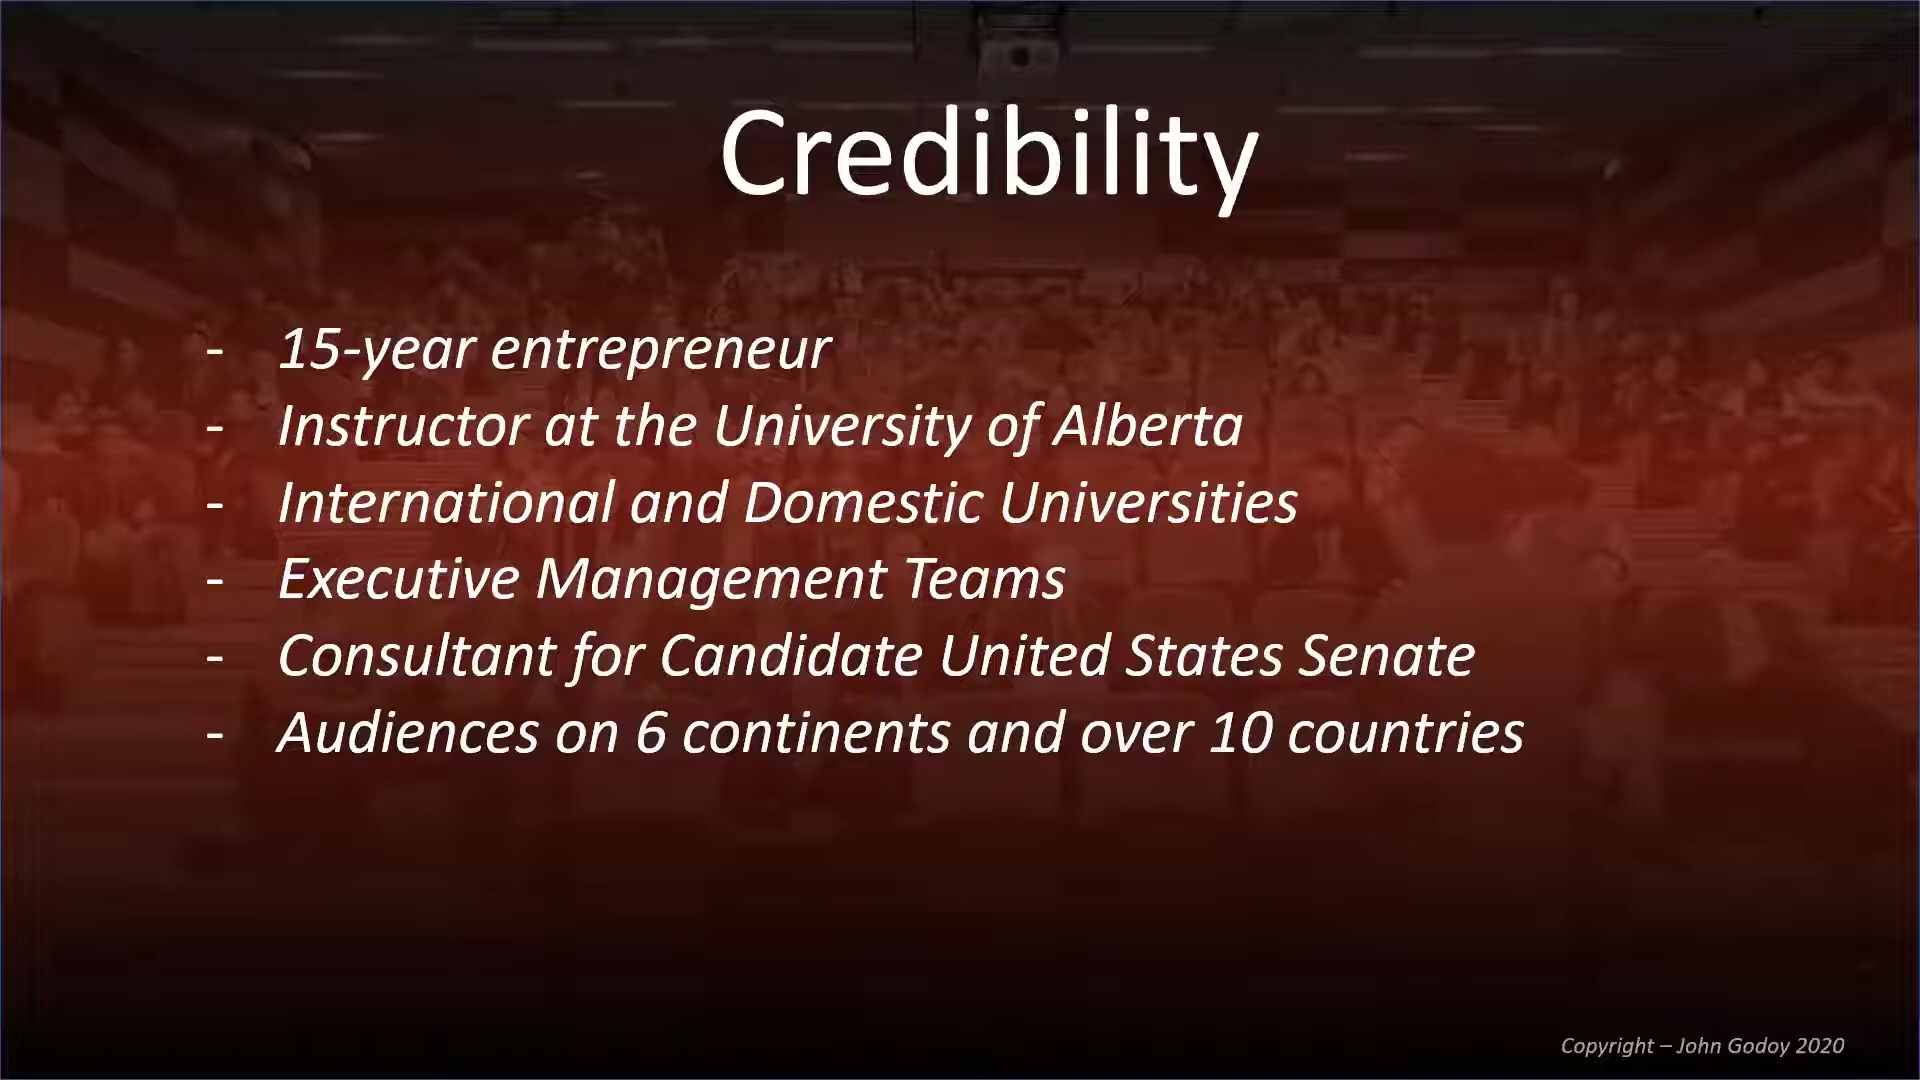 Credibility
- 15-year entrepreneur
- Instructor at the University of Alberta
- International and Domestic Universities
- Executive Management Teams
- Consultant for Candidate United States Senate
- Audiences on 6 continents and over 10 countries
Copyright – John Godoy 2020